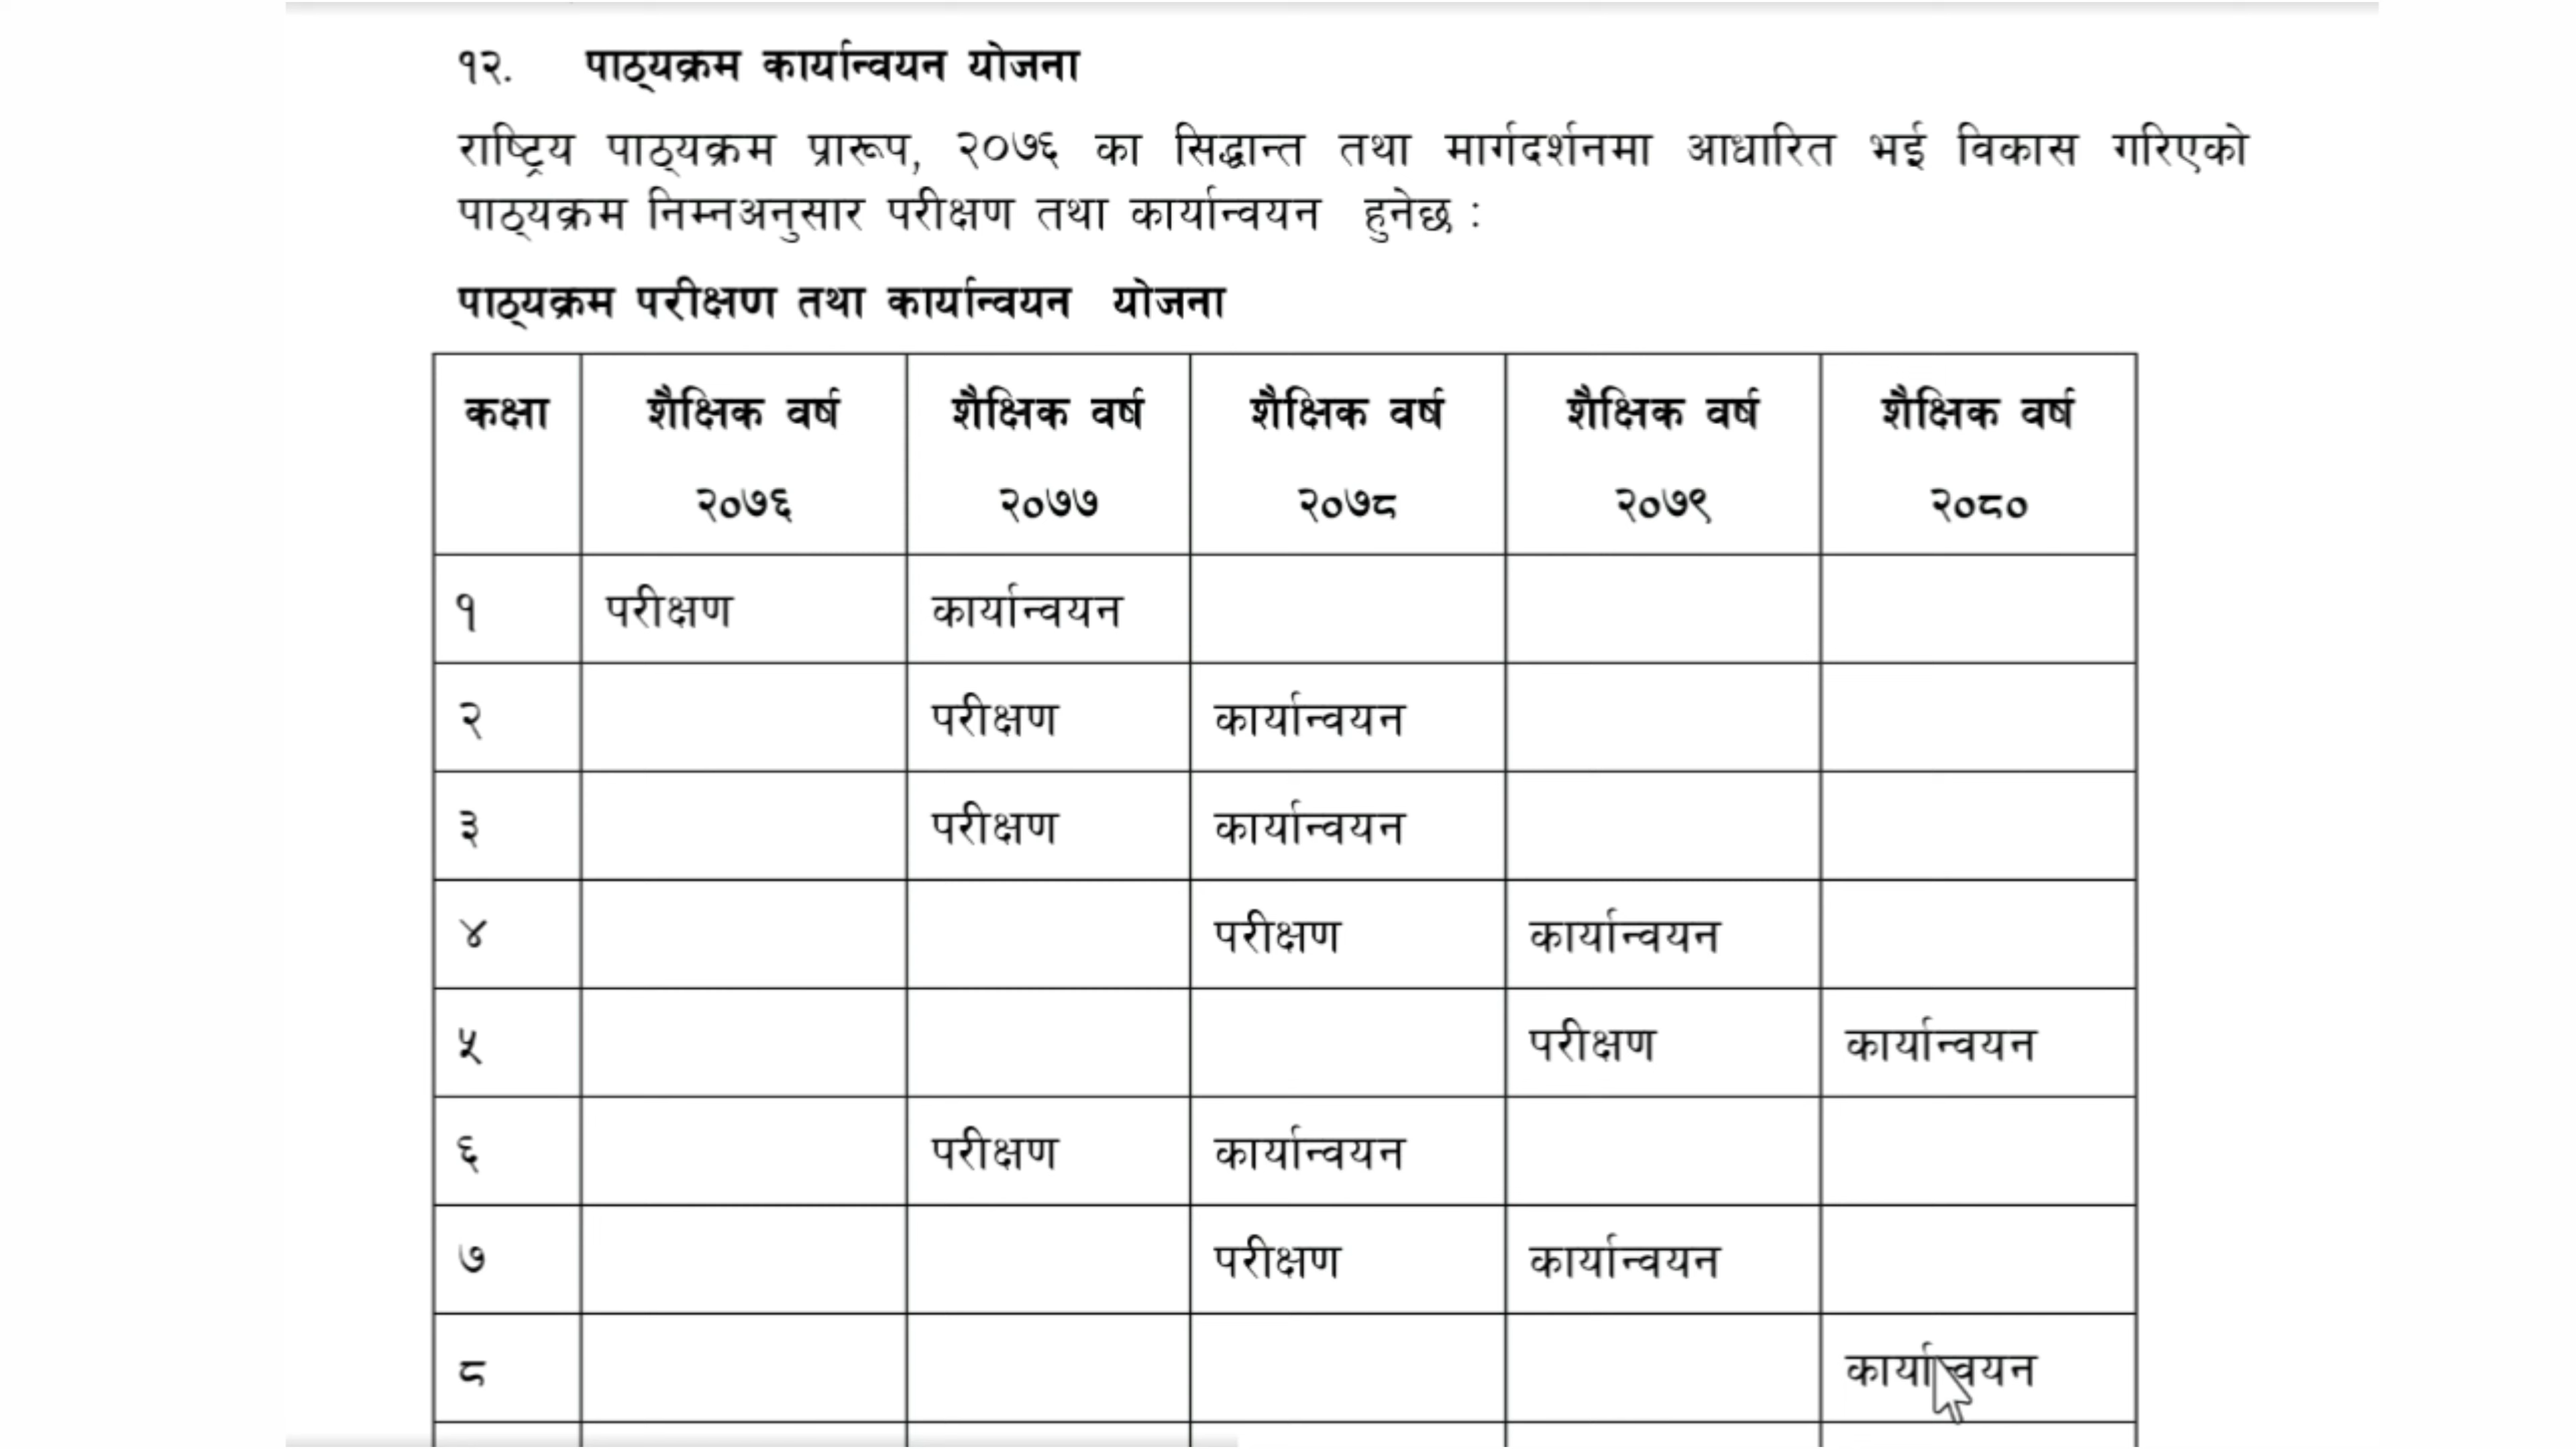 १२. पाठ्यक्रम कार्यान्वयन योजना
राष्ट्रिय पाठ्यक्रम प्रारूप, २०७६ का सिद्धान्त तथा मार्गदर्शनमा आधारित भई विकास गरिएको
पाठ्यक्रम निम्नअनुसार परीक्षण तथा कार्यान्वयन हुनेछ :
पाठ्यक्रम परीक्षण तथा कार्यान्वयन योजना
कक्षा शैक्षिक वर्ष शैक्षिक वर्ष शैक्षिक वर्ष शैक्षिक वर्ष शैक्षिक वर्ष
२०७६ २०७७ २०७८ २०७९ २०८०
१ परीक्षण कार्यान्वयन
२ परीक्षण कार्यान्वयन
३ परीक्षण कार्यान्वयन
४ परीक्षण कार्यान्वयन
५ परीक्षण कार्यान्वयन
६ परीक्षण कार्यान्वयन
७ परीक्षण कार्यान्वयन
८ कार्यान्वयन